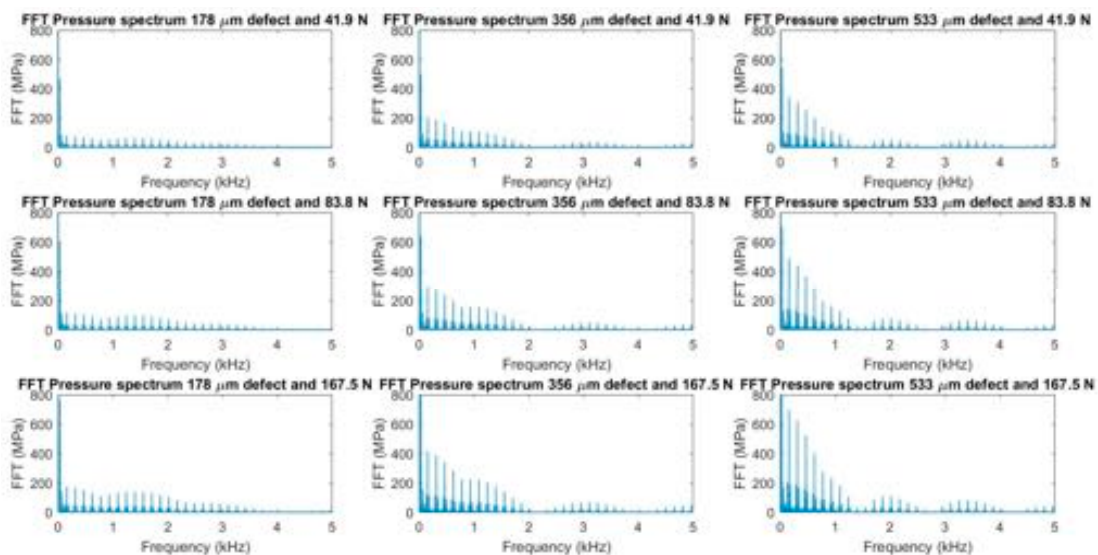 FFT Pressure spectrum 178 μm defect and 41.9 N
FFT Pressure spectrum 356 μm defect and 41.9 N
FFT Pressure spectrum 533 μm defect and 41.9 N
FFT (MPa)
800
600
400
200
0
0 1 2 3 4 5
Frequency (kHz)
FFT (MPa)
800
600
400
200
0
0 1 2 3 4 5
Frequency (kHz)
FFT (MPa)
800
600
400
200
0
0 1 2 3 4 5
Frequency (kHz)
FFT Pressure spectrum 178 μm defect and 83.8 N
FFT Pressure spectrum 356 μm defect and 83.8 N
FFT Pressure spectrum 533 μm defect and 83.8 N
FFT (MPa)
800
600
400
200
0
0 1 2 3 4 5
Frequency (kHz)
FFT (MPa)
800
600
400
200
0
0 1 2 3 4 5
Frequency (kHz)
FFT (MPa)
800
600
400
200
0
0 1 2 3 4 5
Frequency (kHz)
FFT Pressure spectrum 178 μm defect and 167.5 N
FFT Pressure spectrum 356 μm defect and 167.5 N
FFT Pressure spectrum 533 μm defect and 167.5 N
FFT (MPa)
800
600
400
200
0
0 1 2 3 4 5
Frequency (kHz)
FFT (MPa)
800
600
400
200
0
0 1 2 3 4 5
Frequency (kHz)
FFT (MPa)
800
600
400
200
0
0 1 2 3 4 5
Frequency (kHz)